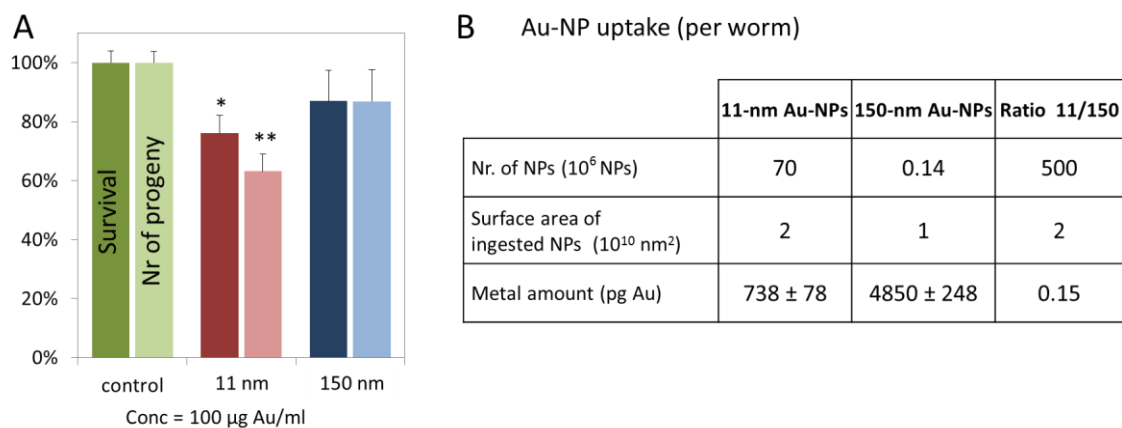 A
100%
80%
60%
40%
20%
0%
Survival
Nr of progeny
*
**
control 11 nm 150 nm
Conc = 100 µg Au/ml
B Au-NP uptake (per worm)
11-nm Au-NPs 150-nm Au-NPs Ratio 11/150
Nr. of NPs (10⁶ NPs) 70 0.14 500
Surface area of
ingested NPs (10¹⁰ nm²) 2 1 2
Metal amount (pg Au) 738 ± 78 4850 ± 248 0.15